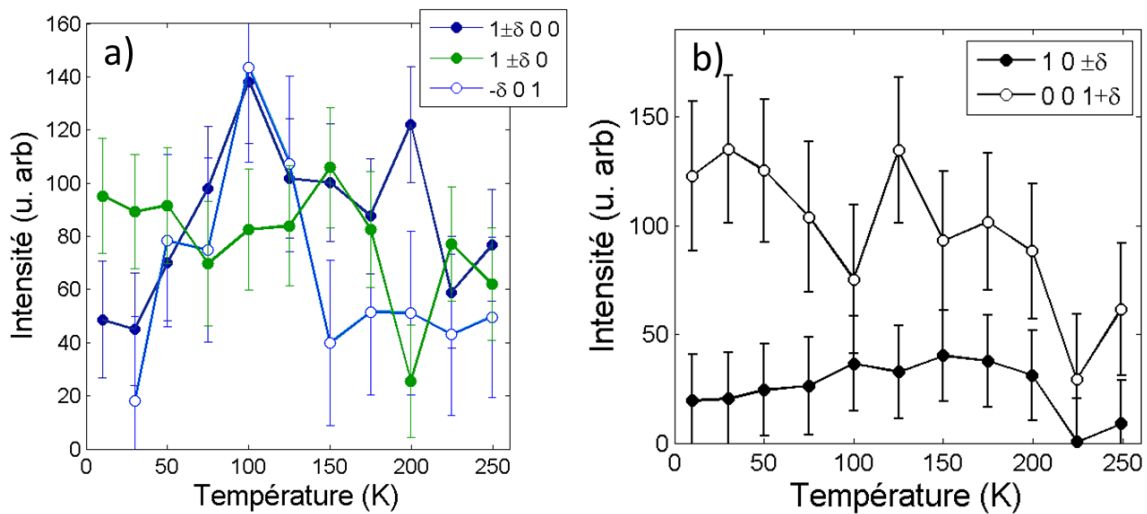 a)
1±δ 0 0
1 ±δ 0
-δ 0 1
Intensité (u. arb)
160
140
120
100
80
60
40
20
0
0 50 100 150 200 250
Température (K)
b)
1 0 ±δ
0 0 1+δ
Intensité (u. arb)
150
100
50
0
0 50 100 150 200 250
Température (K)